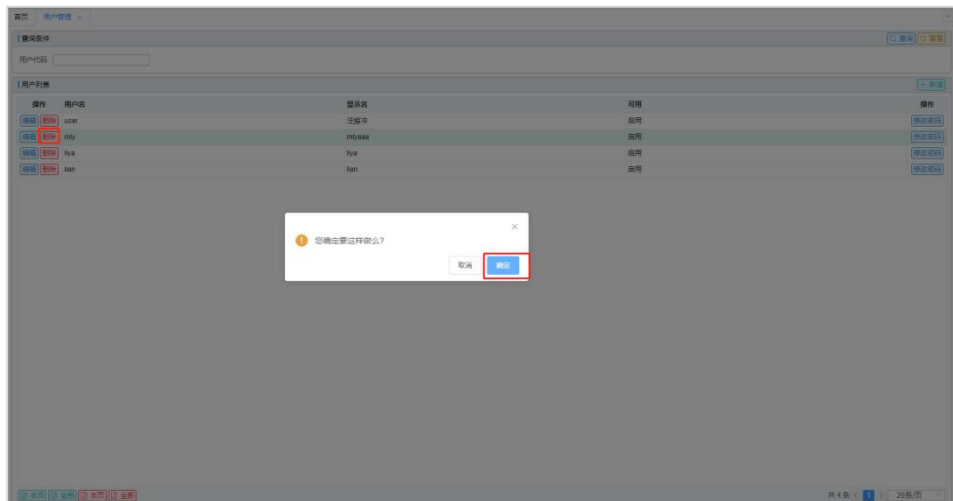 首页 用户管理 ×
查询条件 查询 重置
用户代码
用户列表 + 新增
操作 用户名 显示名 可用 操作
编辑 删除 user 启用 修改密码
编辑 删除 mly mlyaaa 启用 修改密码
编辑 删除 liya liya 启用 修改密码
编辑 删除 lian lian 启用 修改密码
您确定要这样做么?
取消 确定
本页 全部 本页 全部 共 4 条 1 20条/页